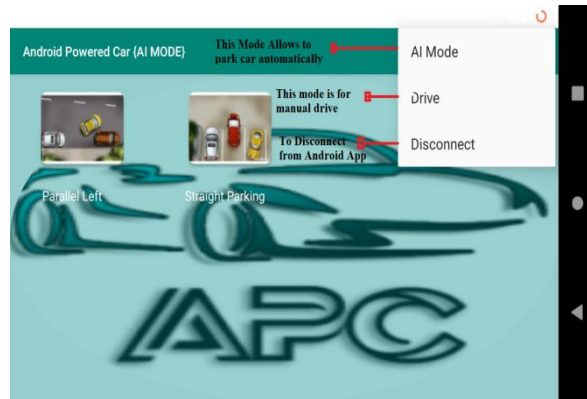 Android Powered Car {AI MODE}
This Mode Allows to
park car automatically
AI Mode
This mode is for
manual drive
Drive
To Disconnect
from Android App
Disconnect
Parallel Left
Straight Parking
APC